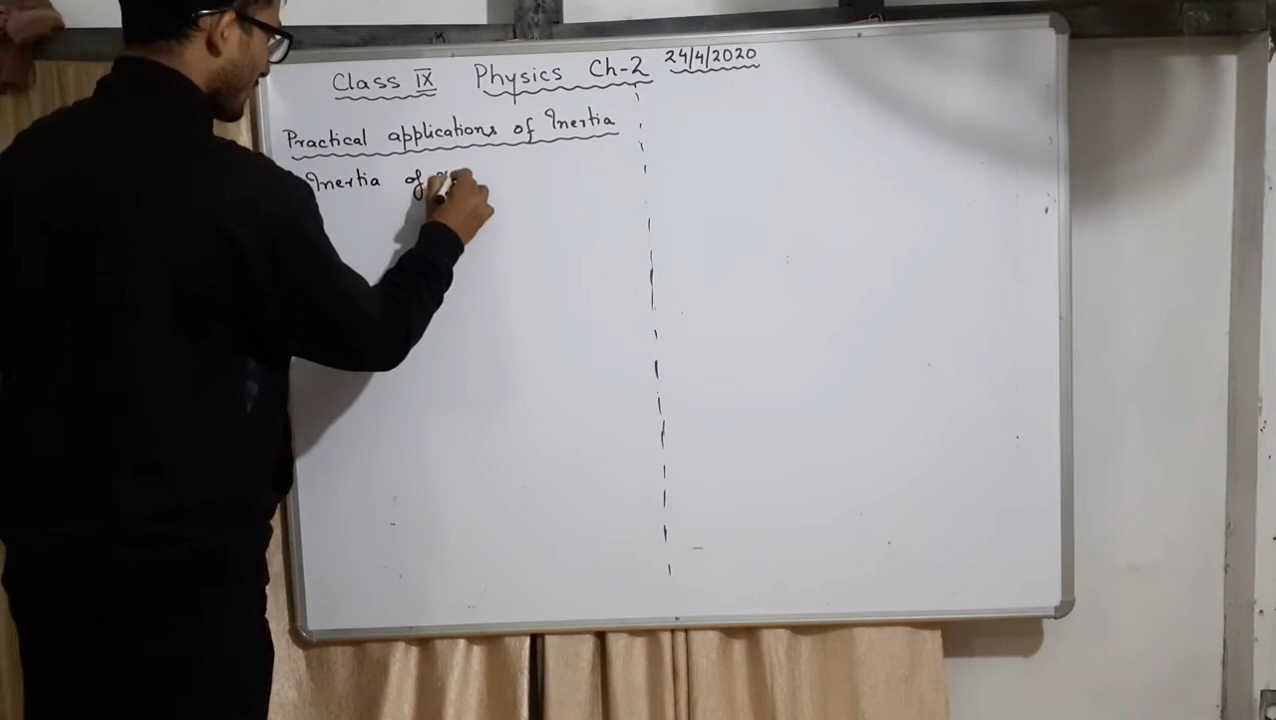 Class IX Physics Ch-2 24/4/2020
Practical applications of Inertia
Inertia of